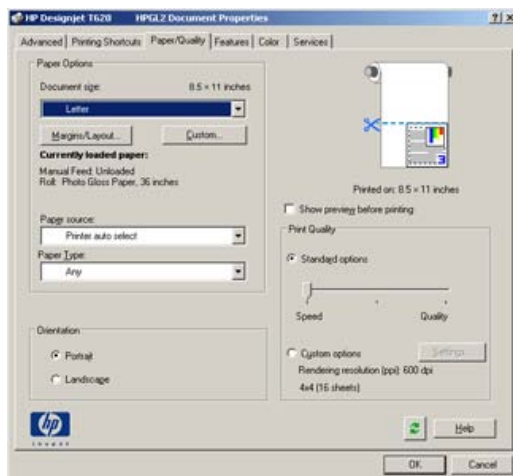 HP Designjet T620 HPGL2 Document Properties
Advanced Printing Shortcuts Paper/Quality Features Color Services
Paper Options
Document size: 8.5 × 11 inches
Letter
Margins/Layout... Custom...
Currently loaded paper:
Manual Feed: Unloaded
Roll: Photo Gloss Paper, 36 inches
Paper source:
Printer auto select
Paper Type:
Any
Orientation
Portrait
Landscape
3
Printed on: 8.5 × 11 inches
Show preview before printing
Print Quality
Standard options
Speed Quality
Custom options Settings...
Rendering resolution (ppi): 600 dpi
4x4 (16 sheets)
hp
invent
Help
OK Cancel